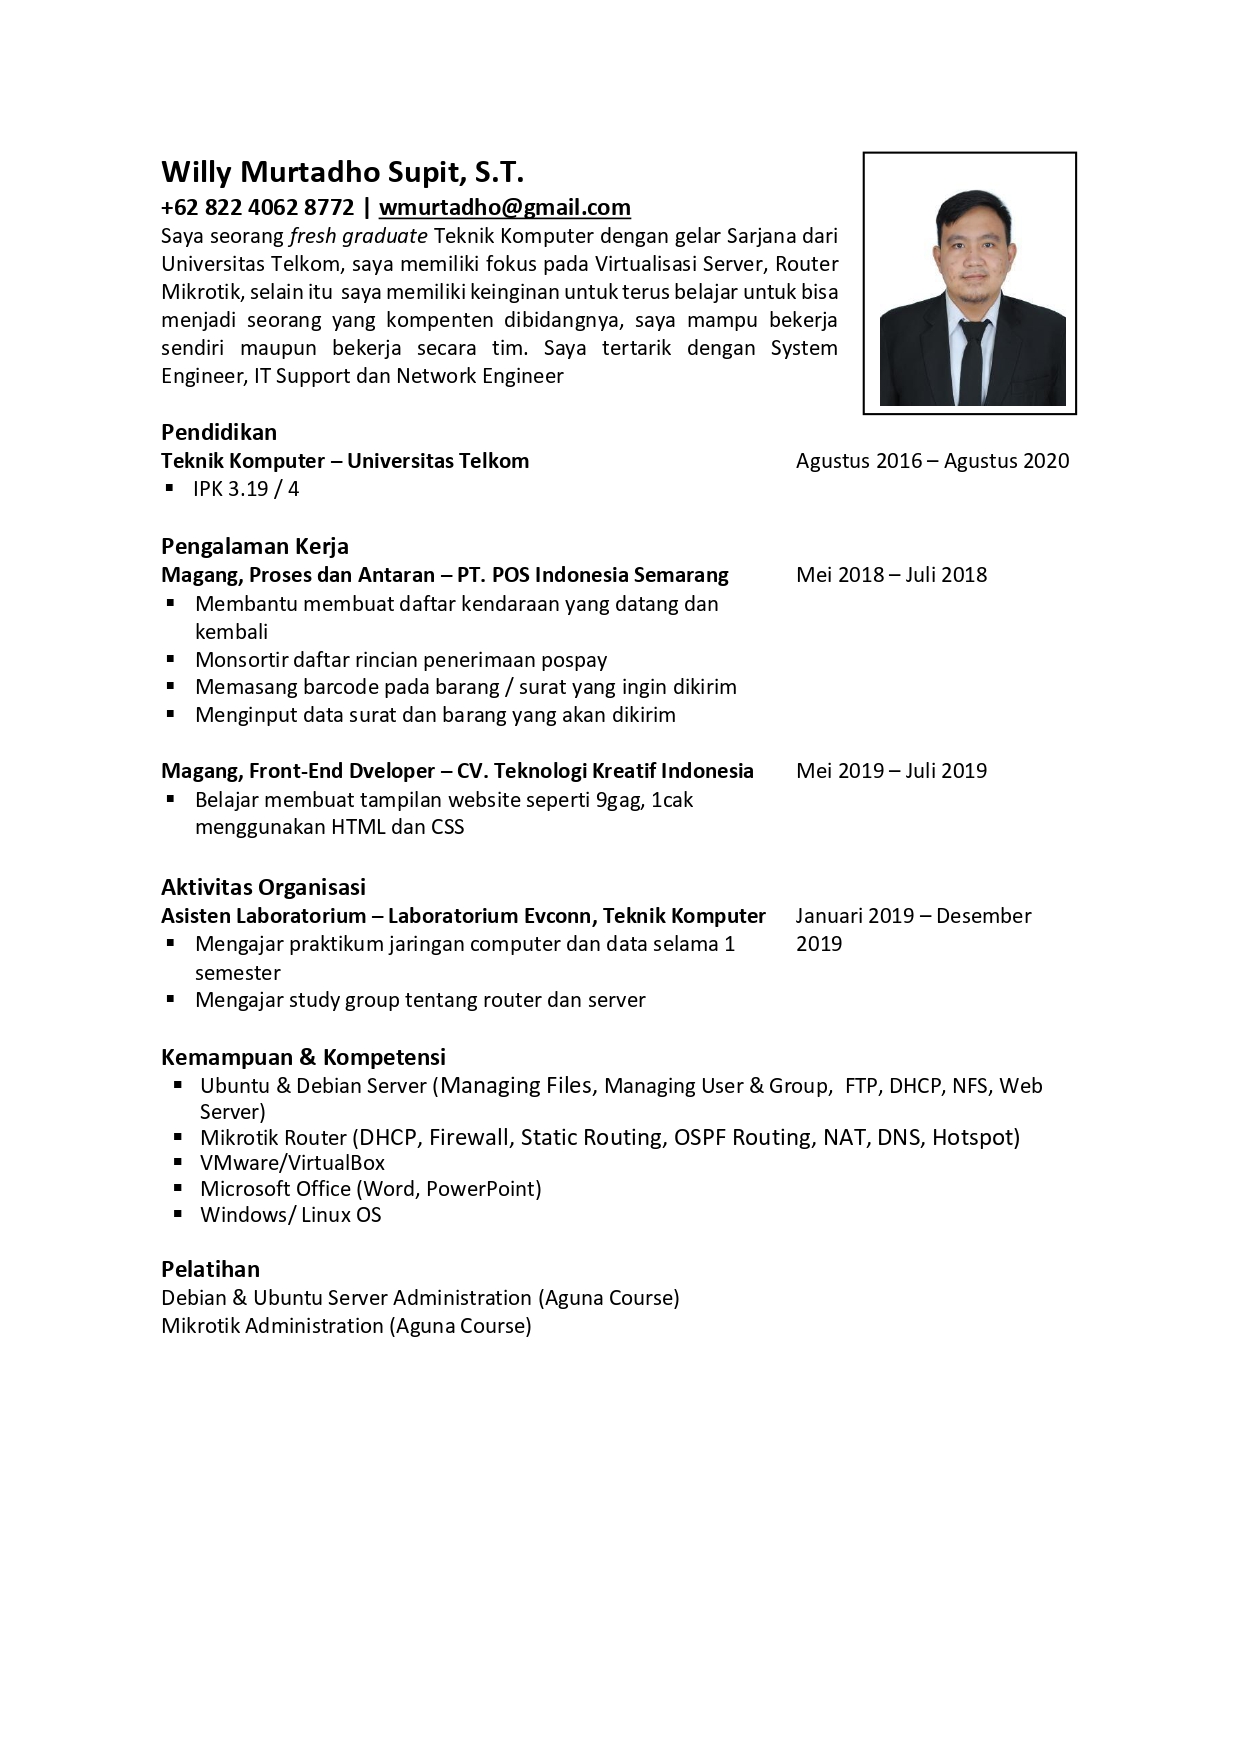 Willy Murtadho Supit, S.T.
+62 822 4062 8772 | wmurtadho@gmail.com
Saya seorang fresh graduate Teknik Komputer dengan gelar Sarjana dari
Universitas Telkom, saya memiliki fokus pada Virtualisasi Server, Router
Mikrotik, selain itu saya memiliki keinginan untuk terus belajar untuk bisa
menjadi seorang yang kompenten dibidangnya, saya mampu bekerja
sendiri maupun bekerja secara tim. Saya tertarik dengan System
Engineer, IT Support dan Network Engineer
Pendidikan
Teknik Komputer – Universitas Telkom Agustus 2016 – Agustus 2020
▪ IPK 3.19 / 4
Pengalaman Kerja
Magang, Proses dan Antaran – PT. POS Indonesia Semarang Mei 2018 – Juli 2018
▪ Membantu membuat daftar kendaraan yang datang dan
kembali
▪ Monsortir daftar rincian penerimaan pospay
▪ Memasang barcode pada barang / surat yang ingin dikirim
▪ Menginput data surat dan barang yang akan dikirim
Magang, Front-End Dveloper – CV. Teknologi Kreatif Indonesia Mei 2019 – Juli 2019
▪ Belajar membuat tampilan website seperti 9gag, 1cak
menggunakan HTML dan CSS
Aktivitas Organisasi
Asisten Laboratorium – Laboratorium Evconn, Teknik Komputer Januari 2019 – Desember
▪ Mengajar praktikum jaringan computer dan data selama 1 2019
semester
▪ Mengajar study group tentang router dan server
Kemampuan & Kompetensi
▪ Ubuntu & Debian Server (Managing Files, Managing User & Group, FTP, DHCP, NFS, Web
Server)
▪ Mikrotik Router (DHCP, Firewall, Static Routing, OSPF Routing, NAT, DNS, Hotspot)
▪ VMware/VirtualBox
▪ Microsoft Office (Word, PowerPoint)
▪ Windows/ Linux OS
Pelatihan
Debian & Ubuntu Server Administration (Aguna Course)
Mikrotik Administration (Aguna Course)